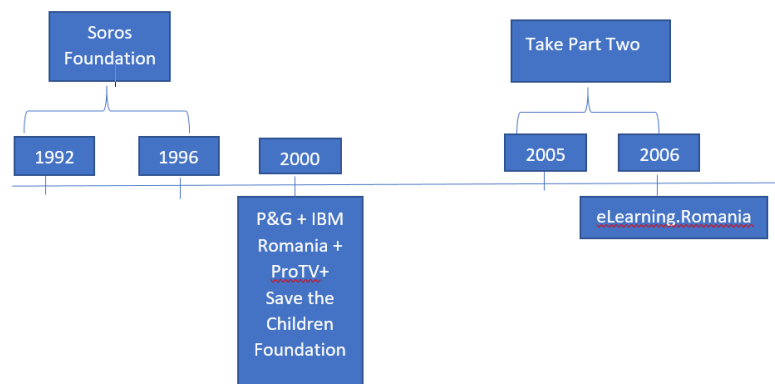 Soros
Foundation
Take Part Two
1992
1996
2000
2005
2006
P&G + IBM
Romania +
ProTV+
Save the
Children
Foundation
eLearning.Romania